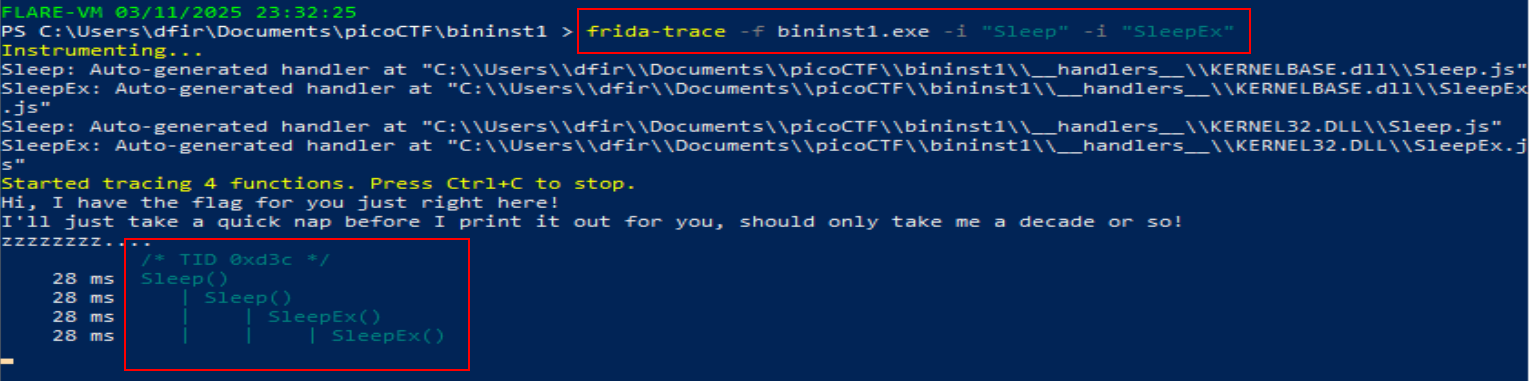 FLARE-VM 03/11/2025 23:32:25
PS C:\Users\dfir\Documents\picoCTF\bininst1 > frida-trace -f bininst1.exe -i "Sleep" -i "SleepEx"
Instrumenting...
Sleep: Auto-generated handler at "C:\\Users\\dfir\\Documents\\picoCTF\\bininst1\\__handlers__\\KERNELBASE.dll\\Sleep.js"
SleepEx: Auto-generated handler at "C:\\Users\\dfir\\Documents\\picoCTF\\bininst1\\__handlers__\\KERNELBASE.dll\\SleepEx
.js"
Sleep: Auto-generated handler at "C:\\Users\\dfir\\Documents\\picoCTF\\bininst1\\__handlers__\\KERNEL32.DLL\\Sleep.js"
SleepEx: Auto-generated handler at "C:\\Users\\dfir\\Documents\\picoCTF\\bininst1\\__handlers__\\KERNEL32.DLL\\SleepEx.j
s"
Started tracing 4 functions. Press Ctrl+C to stop.
Hi, I have the flag for you just right here!
I'll just take a quick nap before I print it out for you, should only take me a decade or so!
zzzzzzzz....
           /* TID 0xd3c */
    28 ms  Sleep()
    28 ms     | Sleep()
    28 ms     |    | SleepEx()
    28 ms     |    |    | SleepEx()